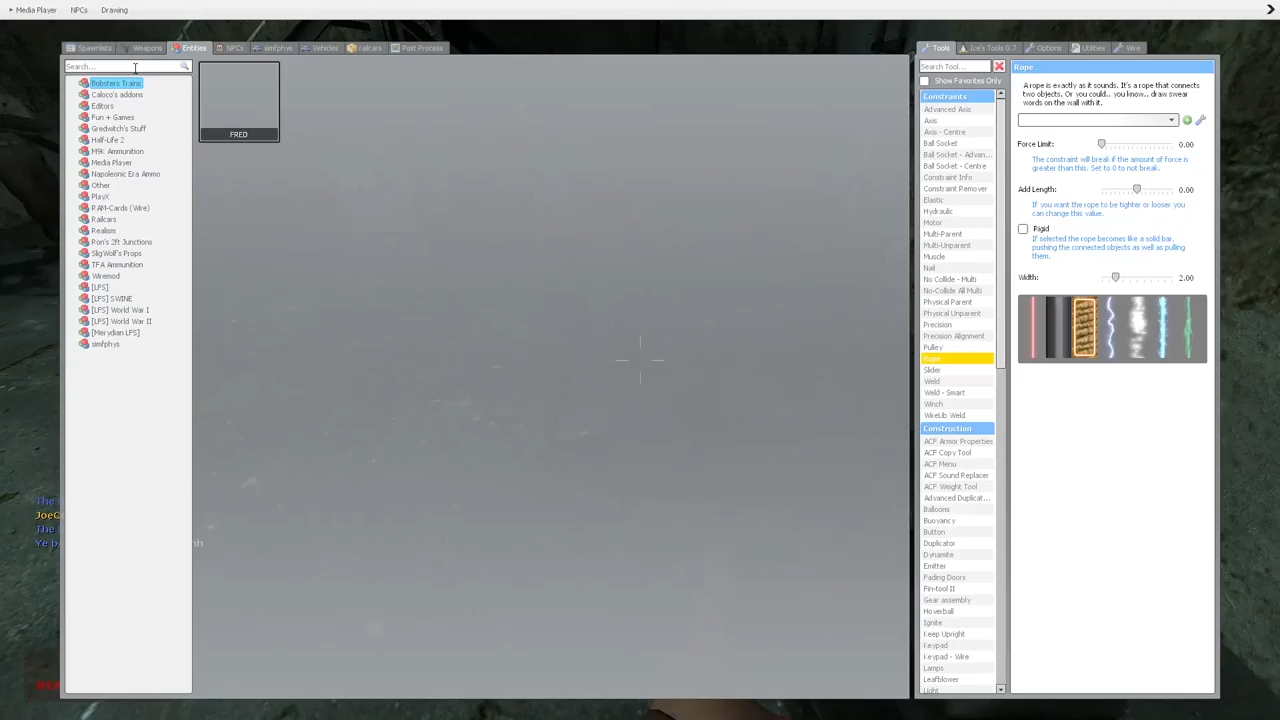 Media Player NPCs Drawing
Spawnlists Weapons Entities NPCs simfphys Vehicles railcars Post Process
Search...
Bobsters Trains
Caloco's addons
Editors
Fun + Games
Gredwitch's Stuff
Half-Life 2
M9K Ammunition
Media Player
Napoleonic Era Ammo
Other
PlayX
RAM-Cards (Wire)
Railcars
Realism
Ron's 2ft Junctions
SligWolf's Props
TFA Ammunition
Wiremod
[LFS]
[LFS] SWINE
[LFS] World War I
[LFS] World War II
[Merydian LFS]
simfphys
FRED
The
JoeC
The
Ye b
nh
Tools Ice's Tools 0.7 Options Utilities Wire
Search Tool...
Show Favorites Only
Constraints
Advanced Axis
Axis
Axis - Centre
Ball Socket
Ball Socket - Advan...
Ball Socket - Centre
Constraint Info
Constraint Remover
Elastic
Hydraulic
Motor
Multi-Parent
Multi-Unparent
Muscle
Nail
No Collide - Multi
No-Collide All Multi
Physical Parent
Physical Unparent
Precision
Precision Alignment
Pulley
Rope
Slider
Weld
Weld - Smart
Winch
WireLib Weld
Construction
ACF Armor Properties
ACF Copy Tool
ACF Menu
ACF Sound Replacer
ACF Weight Tool
Advanced Duplicat...
Balloons
Buoyancy
Button
Duplicator
Dynamite
Emitter
Fading Doors
Fin-tool II
Gear assembly
Hoverball
Ignite
Keep Upright
Keypad
Keypad - Wire
Lamps
Leafblower
Light
Rope
A rope is exactly as it sounds. It's a rope that connects
two objects. Or you could.. you know.. draw swear
words on the wall with it.
Force Limit: 0.00
The constraint will break if the amount of force is
greater than this. Set to 0 to not break.
Add Length: 0.00
If you want the rope to be tighter or looser you
can change this value.
Rigid
If selected the rope becomes like a solid bar,
pushing the connected objects as well as pulling
them.
Width: 2.00